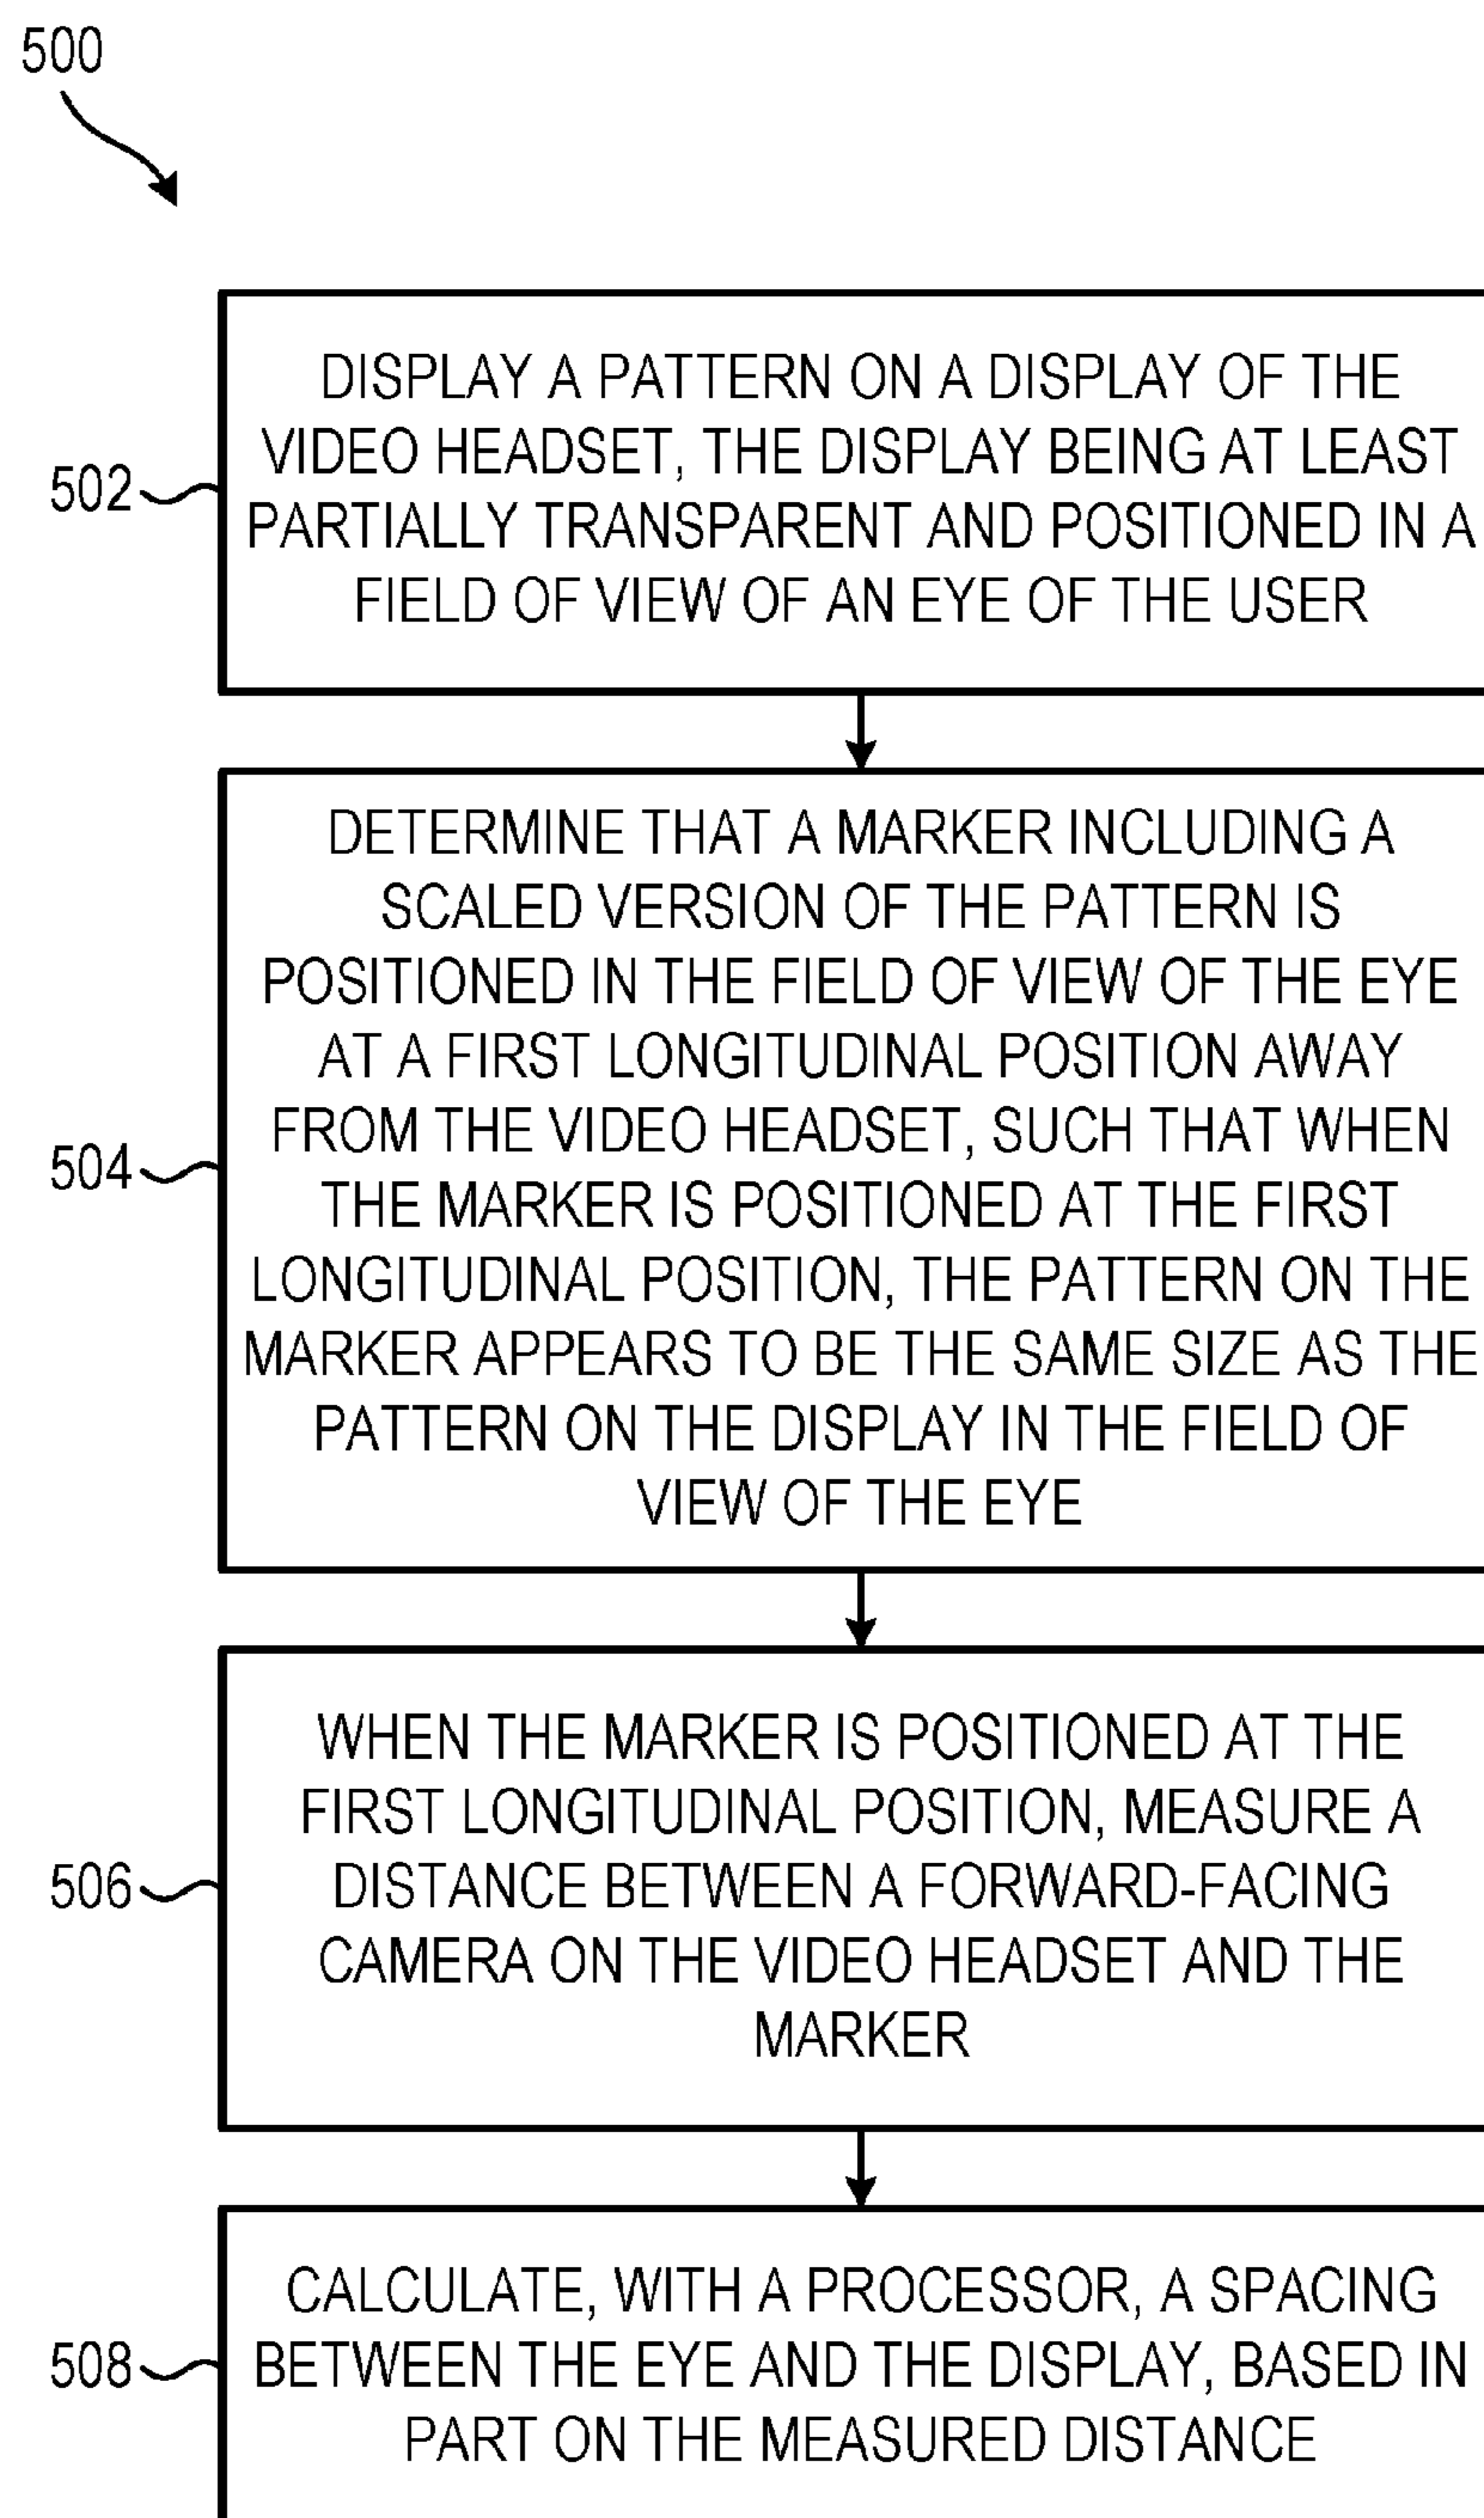 500
502
DISPLAY A PATTERN ON A DISPLAY OF THE
VIDEO HEADSET, THE DISPLAY BEING AT LEAST
PARTIALLY TRANSPARENT AND POSITIONED IN A
FIELD OF VIEW OF AN EYE OF THE USER
504
DETERMINE THAT A MARKER INCLUDING A
SCALED VERSION OF THE PATTERN IS
POSITIONED IN THE FIELD OF VIEW OF THE EYE
AT A FIRST LONGITUDINAL POSITION AWAY
FROM THE VIDEO HEADSET, SUCH THAT WHEN
THE MARKER IS POSITIONED AT THE FIRST
LONGITUDINAL POSITION, THE PATTERN ON THE
MARKER APPEARS TO BE THE SAME SIZE AS THE
PATTERN ON THE DISPLAY IN THE FIELD OF
VIEW OF THE EYE
506
WHEN THE MARKER IS POSITIONED AT THE
FIRST LONGITUDINAL POSITION, MEASURE A
DISTANCE BETWEEN A FORWARD-FACING
CAMERA ON THE VIDEO HEADSET AND THE
MARKER
508
CALCULATE, WITH A PROCESSOR, A SPACING
BETWEEN THE EYE AND THE DISPLAY, BASED IN
PART ON THE MEASURED DISTANCE